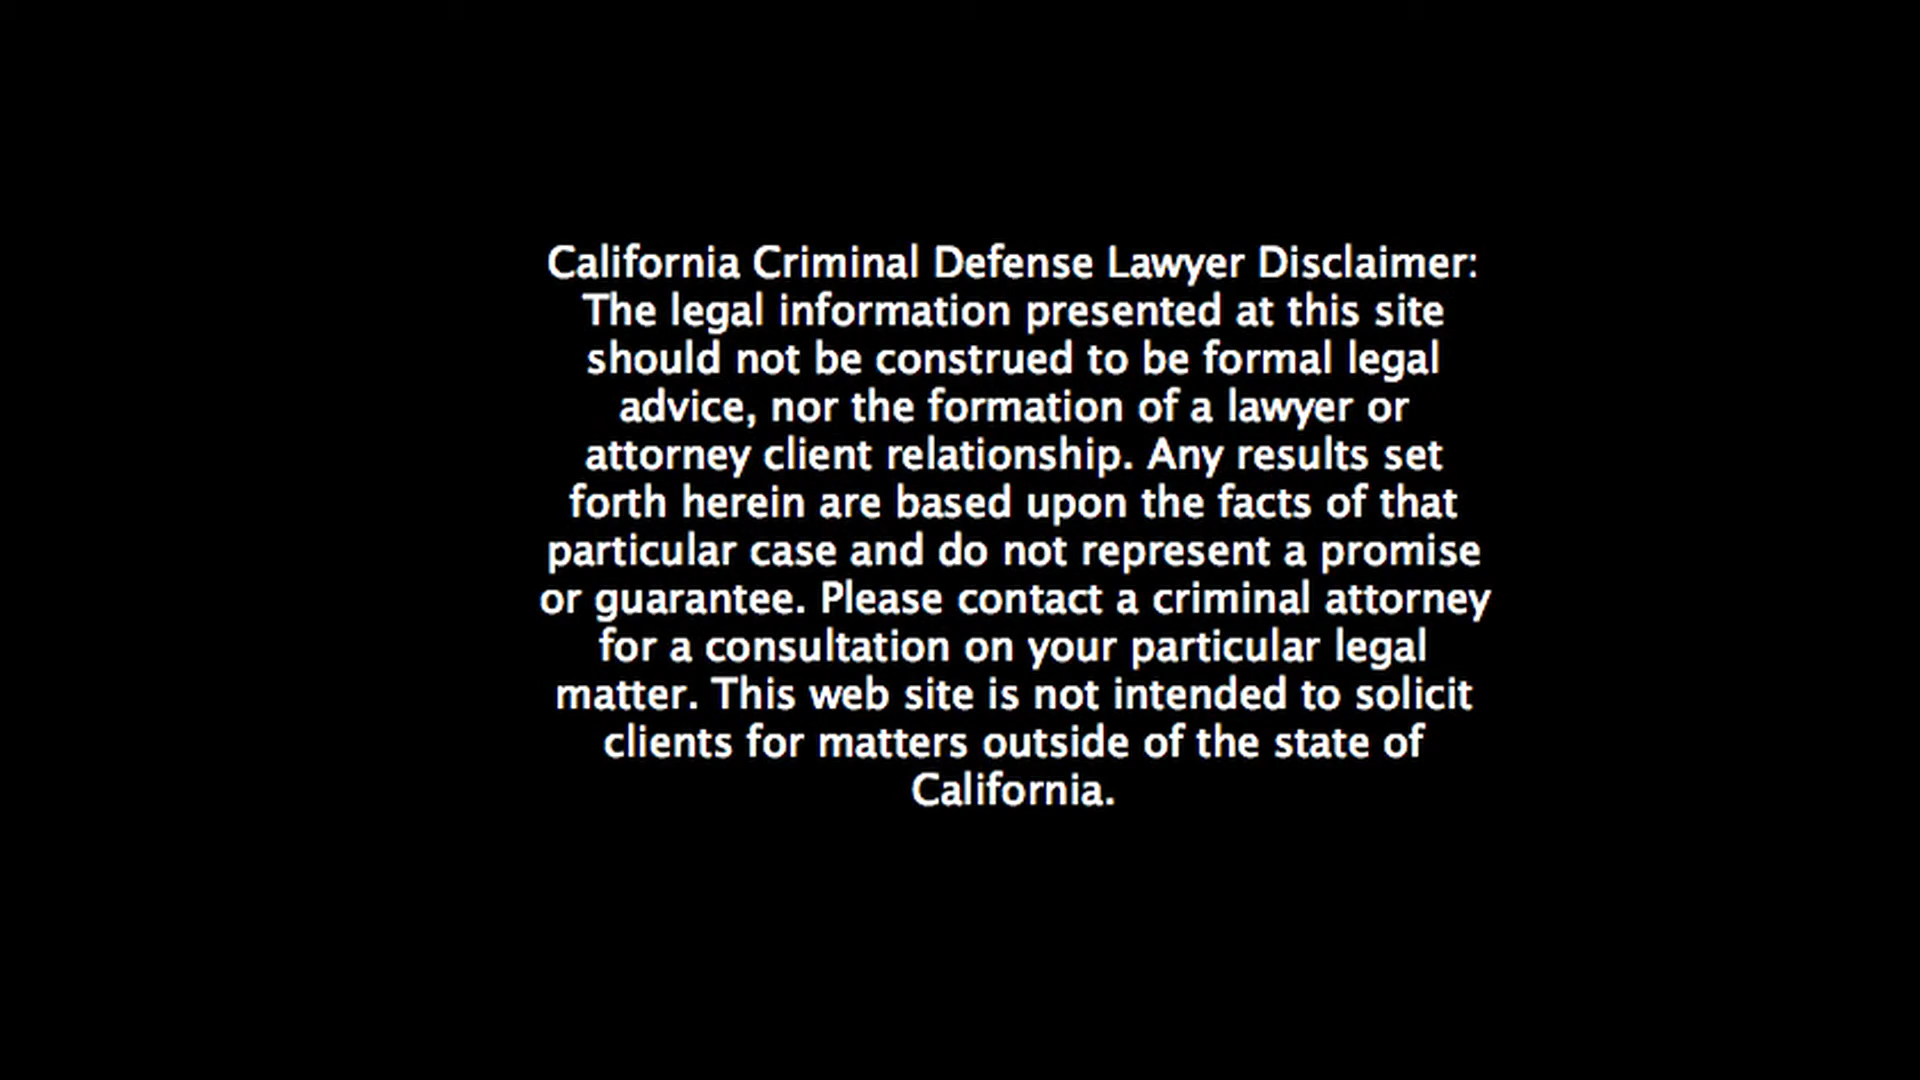 California Criminal Defense Lawyer Disclaimer:
The legal information presented at this site
should not be construed to be formal legal
advice, nor the formation of a lawyer or
attorney client relationship. Any results set
forth herein are based upon the facts of that
particular case and do not represent a promise
or guarantee. Please contact a criminal attorney
for a consultation on your particular legal
matter. This web site is not intended to solicit
clients for matters outside of the state of
California.